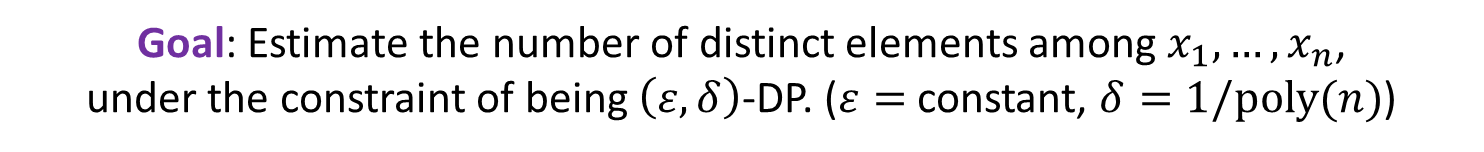 Goal: Estimate the number of distinct elements among x₁, … , xₙ,
under the constraint of being (ε, δ)-DP. (ε = constant, δ = 1/poly(n))